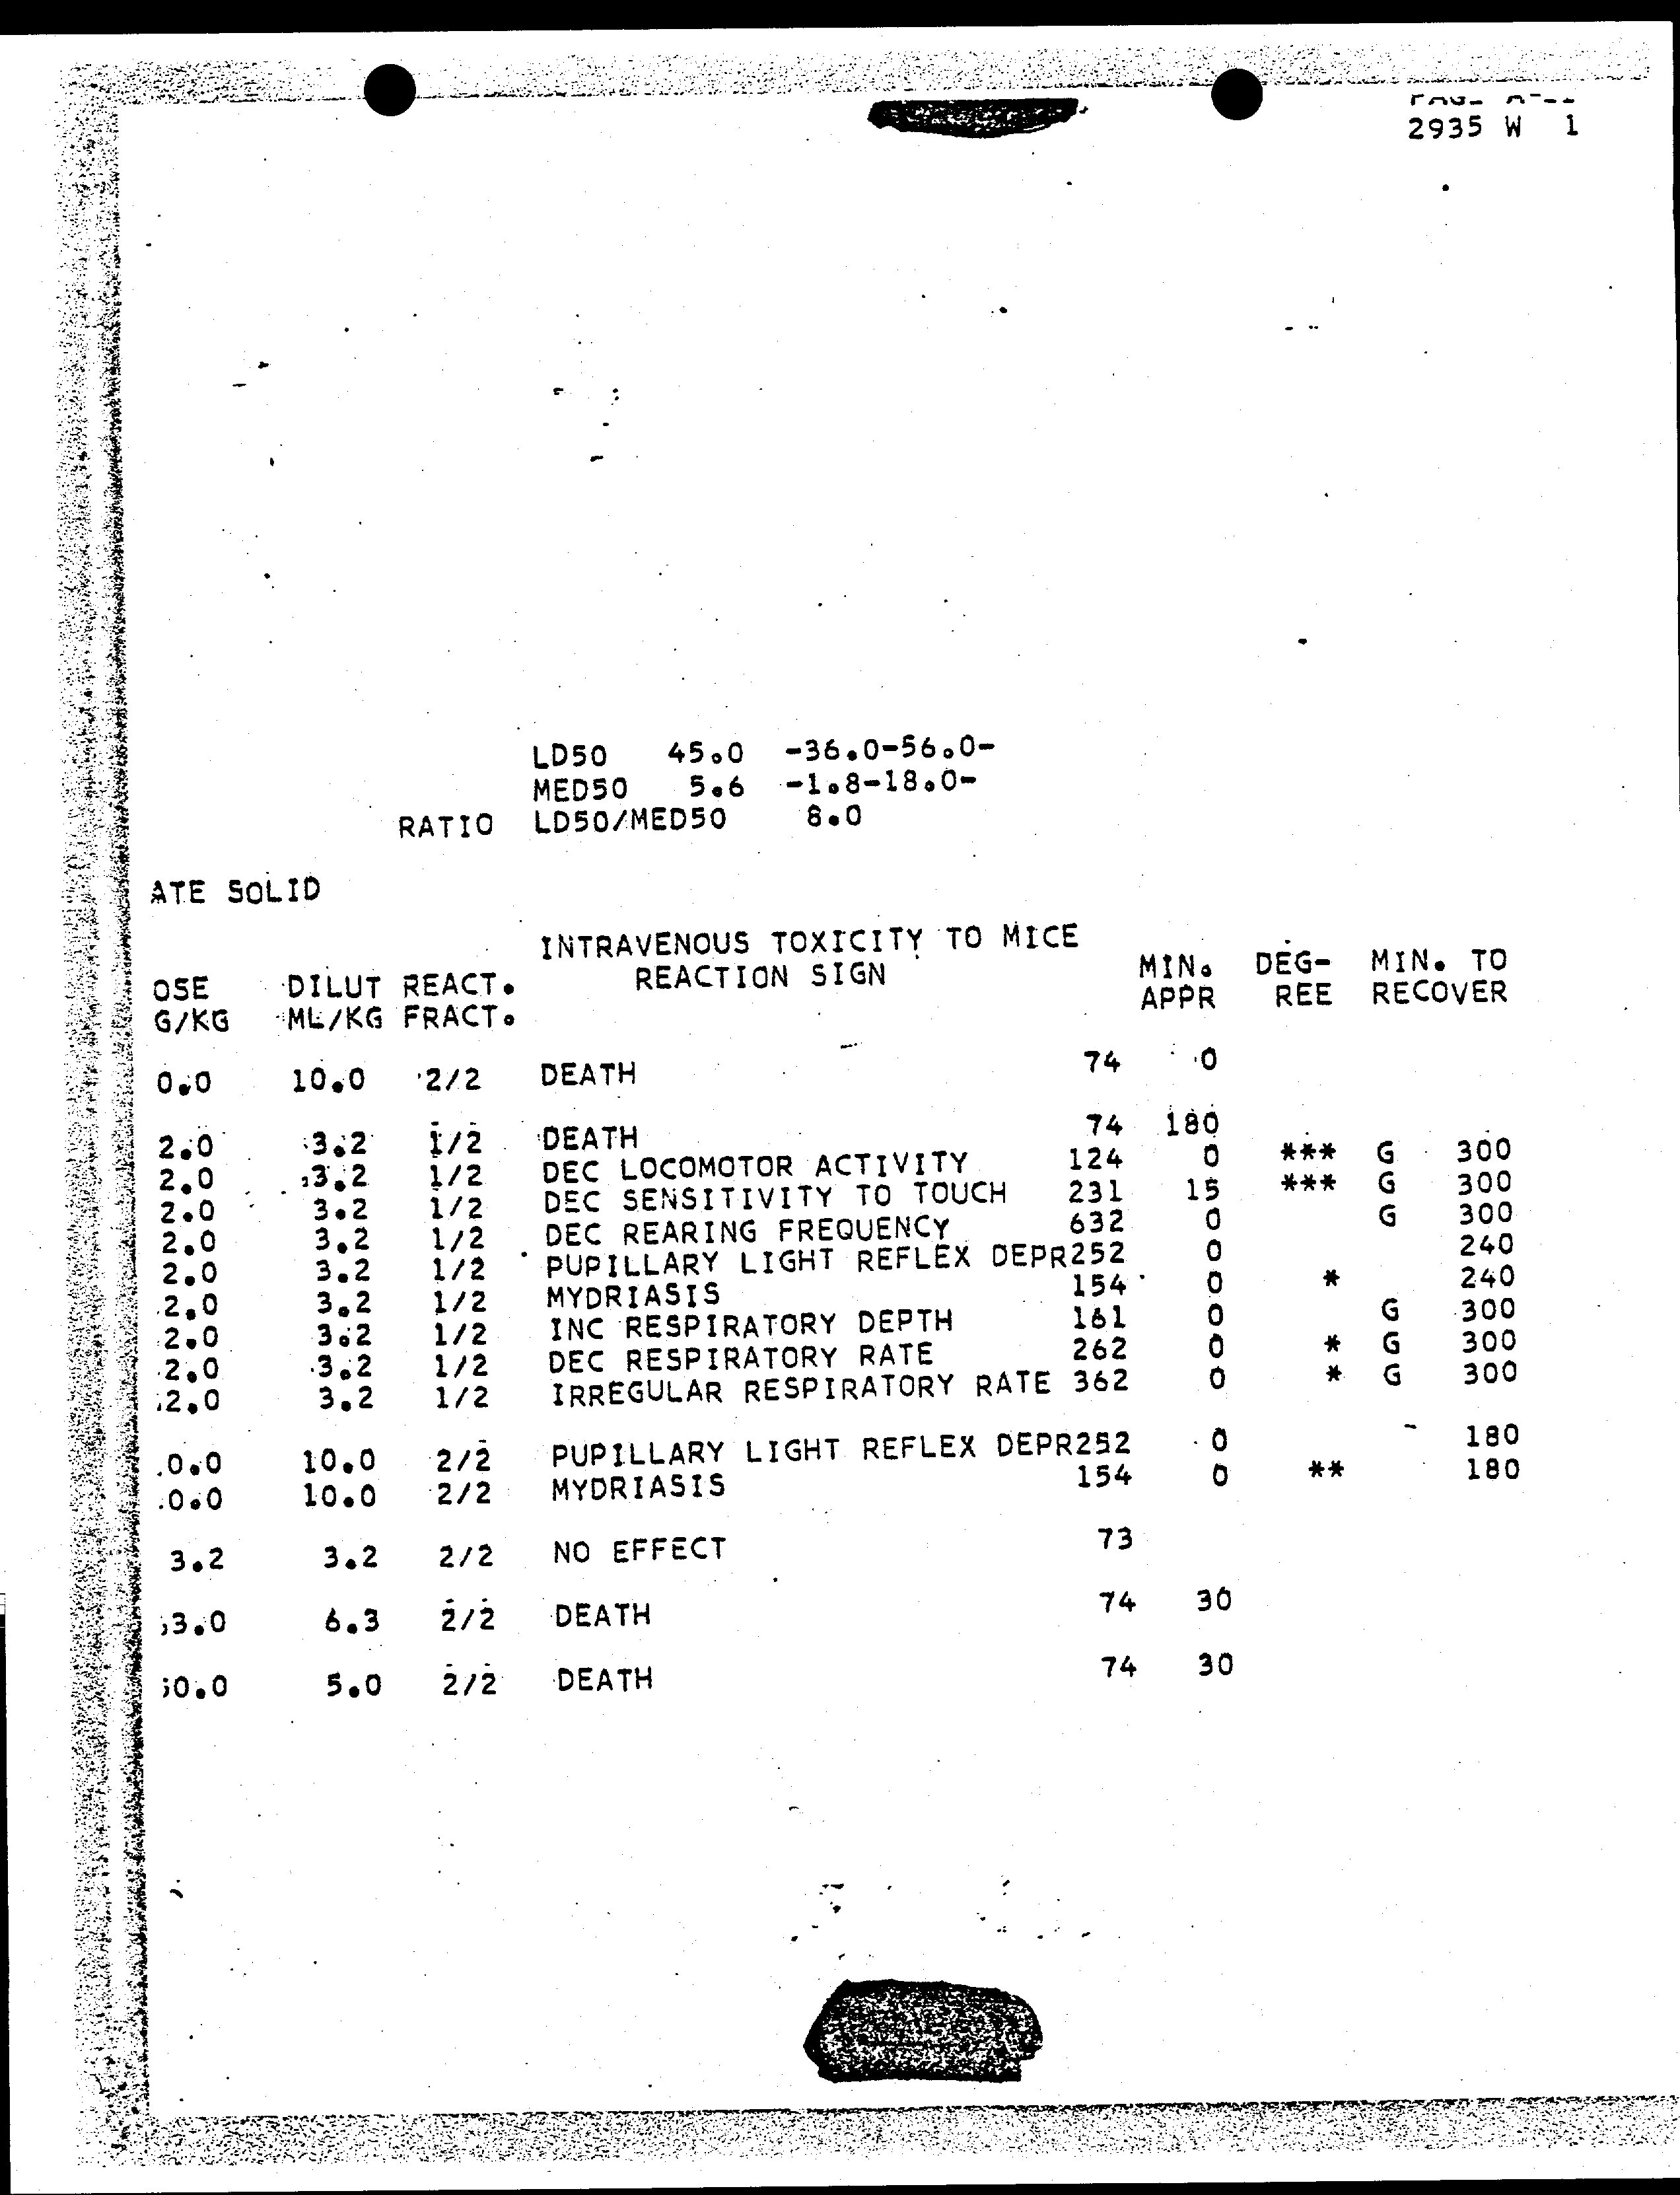 2935 W 1
LD50 45.0 -36.0-56.0-
MED50 5.6 -1.8-18.0-
RATIO LD50/MED50 8.0
ATE SOLID
INTRAVENOUS TOXICITY TO MICE
OSE DILUT REACT. REACTION SIGN MIN. DEG- MIN. TO
G/KG ML/KG FRACT. APPR REE RECOVER
0.0 10.0 2/2 DEATH 74 0
2.0 3.2 1/2 DEATH 74 180
2.0 3.2 1/2 DEC LOCOMOTOR ACTIVITY 124 0 *** G 300
2.0 3.2 1/2 DEC SENSITIVITY TO TOUCH 231 15 *** G 300
2.0 3.2 1/2 DEC REARING FREQUENCY 632 0 G 300
2.0 3.2 1/2 PUPILLARY LIGHT REFLEX DEPR252 0 240
2.0 3.2 1/2 MYDRIASIS 154 0 * 240
2.0 3.2 1/2 INC RESPIRATORY DEPTH 161 0 G 300
2.0 3.2 1/2 DEC RESPIRATORY RATE 262 0 * G 300
2.0 3.2 1/2 IRREGULAR RESPIRATORY RATE 362 0 * G 300
0.0 10.0 2/2 PUPILLARY LIGHT REFLEX DEPR252 0 180
0.0 10.0 2/2 MYDRIASIS 154 0 ** 180
3.2 3.2 2/2 NO EFFECT 73
3.0 6.3 2/2 DEATH 74 30
0.0 5.0 2/2 DEATH 74 30